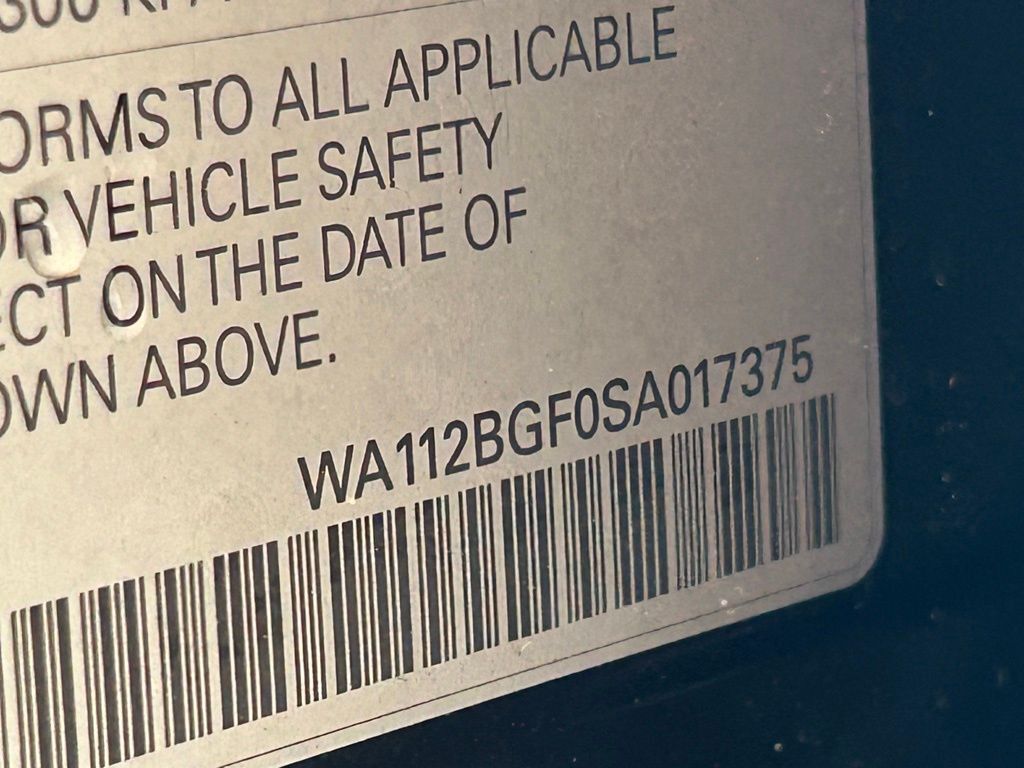 ORMS TO ALL APPLICABLE
OR VEHICLE SAFETY
ECT ON THE DATE OF
OWN ABOVE.
WA112BGF0SA017375